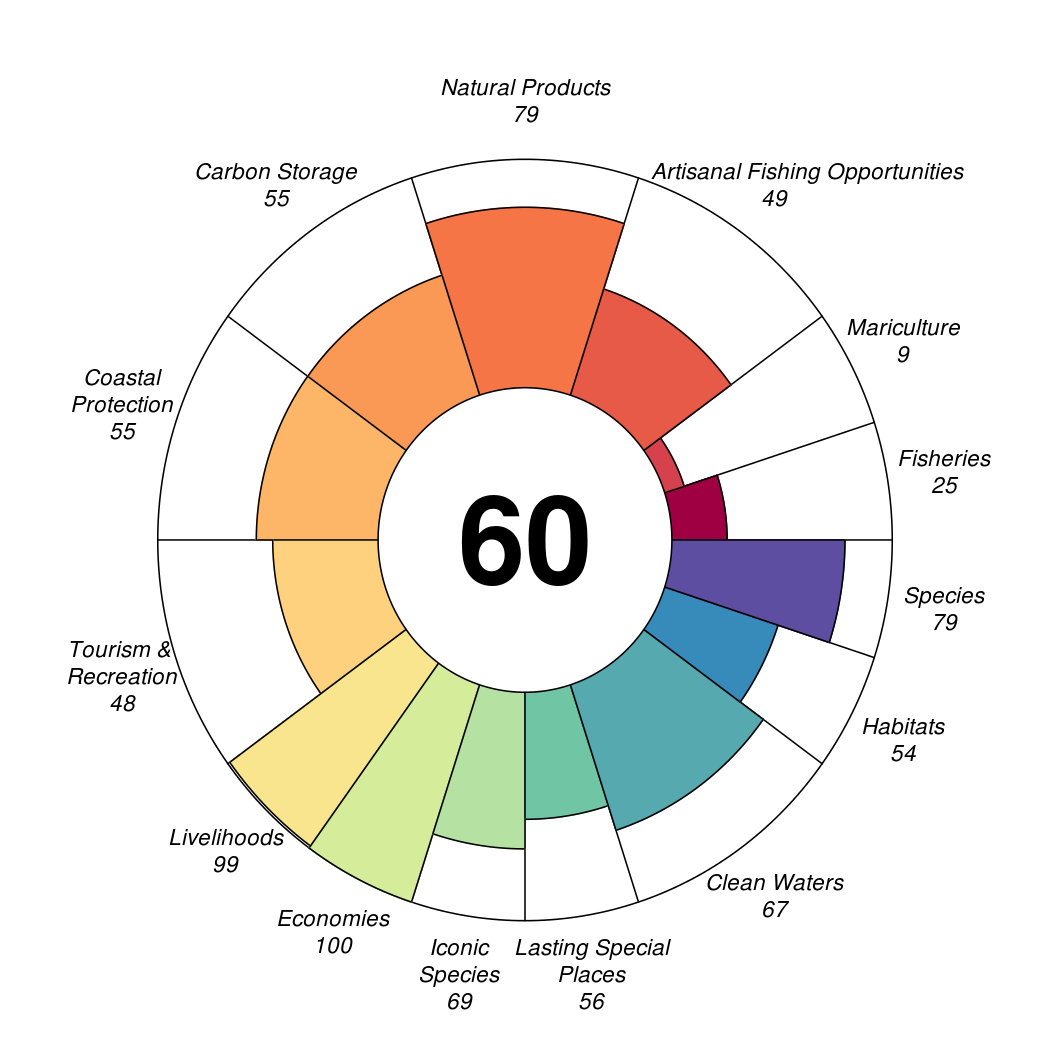 Natural Products
79
Artisanal Fishing Opportunities
49
Mariculture
9
Fisheries
25
Species
79
Habitats
54
Clean Waters
67
Lasting Special
Places
56
Iconic
Species
69
Economies
100
Livelihoods
99
Tourism &
Recreation
48
Coastal
Protection
55
Carbon Storage
55
60